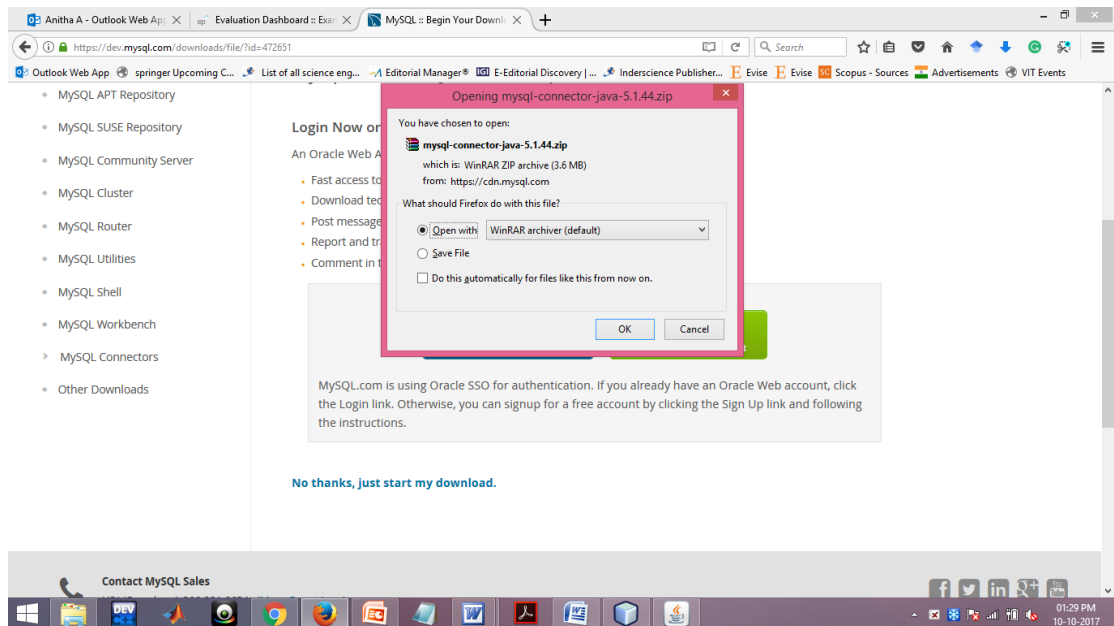 Anitha A - Outlook Web Ap
Evaluation Dashboard :: Exan
MySQL :: Begin Your Downlo
https://dev.mysql.com/downloads/file/?id=472651
Search
Outlook Web App
springer Upcoming C...
List of all science eng...
Editorial Manager®
E-Editorial Discovery | ...
Inderscience Publisher...
Evise
Evise
Scopus - Sources
Advertisements
VIT Events
MySQL APT Repository
MySQL SUSE Repository
MySQL Community Server
MySQL Cluster
MySQL Router
MySQL Utilities
MySQL Shell
MySQL Workbench
MySQL Connectors
Other Downloads
Login Now or
An Oracle Web A
Fast access to
Download tec
Post message
Report and tr
Comment in t
Opening mysql-connector-java-5.1.44.zip
You have chosen to open:
mysql-connector-java-5.1.44.zip
which is: WinRAR ZIP archive (3.6 MB)
from: https://cdn.mysql.com
What should Firefox do with this file?
Open with
WinRAR archiver (default)
Save File
Do this automatically for files like this from now on.
OK
Cancel
MySQL.com is using Oracle SSO for authentication. If you already have an Oracle Web account, click
the Login link. Otherwise, you can signup for a free account by clicking the Sign Up link and following
the instructions.
No thanks, just start my download.
Contact MySQL Sales
DEV
01:29 PM
10-10-2017